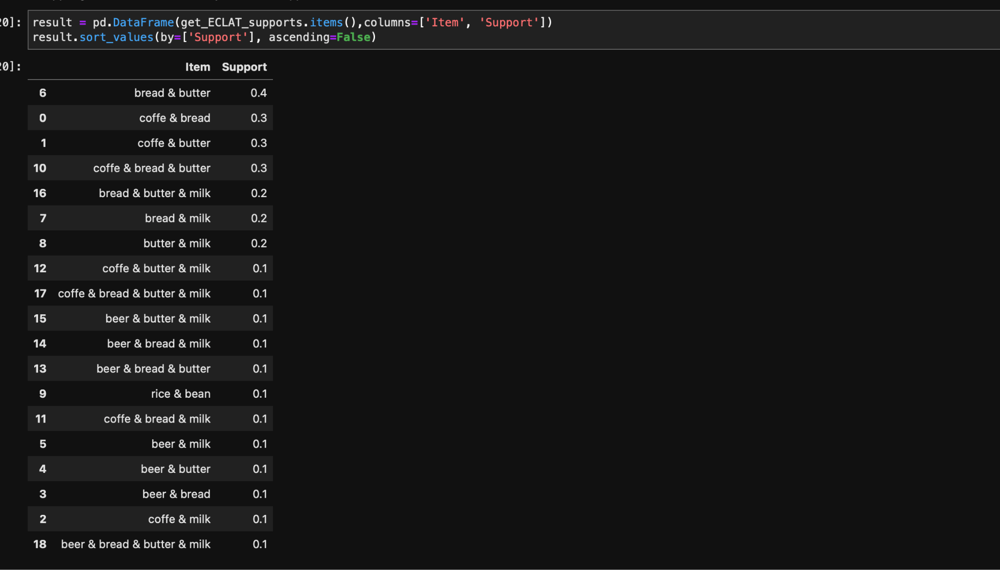 0]: result = pd.DataFrame(get_ECLAT_supports.items(),columns=['Item', 'Support'])
result.sort_values(by=['Support'], ascending=False)
0]: Item Support
6 bread & butter 0.4
0 coffe & bread 0.3
1 coffe & butter 0.3
10 coffe & bread & butter 0.3
16 bread & butter & milk 0.2
7 bread & milk 0.2
8 butter & milk 0.2
12 coffe & butter & milk 0.1
17 coffe & bread & butter & milk 0.1
15 beer & butter & milk 0.1
14 beer & bread & milk 0.1
13 beer & bread & butter 0.1
9 rice & bean 0.1
11 coffe & bread & milk 0.1
5 beer & milk 0.1
4 beer & butter 0.1
3 beer & bread 0.1
2 coffe & milk 0.1
18 beer & bread & butter & milk 0.1